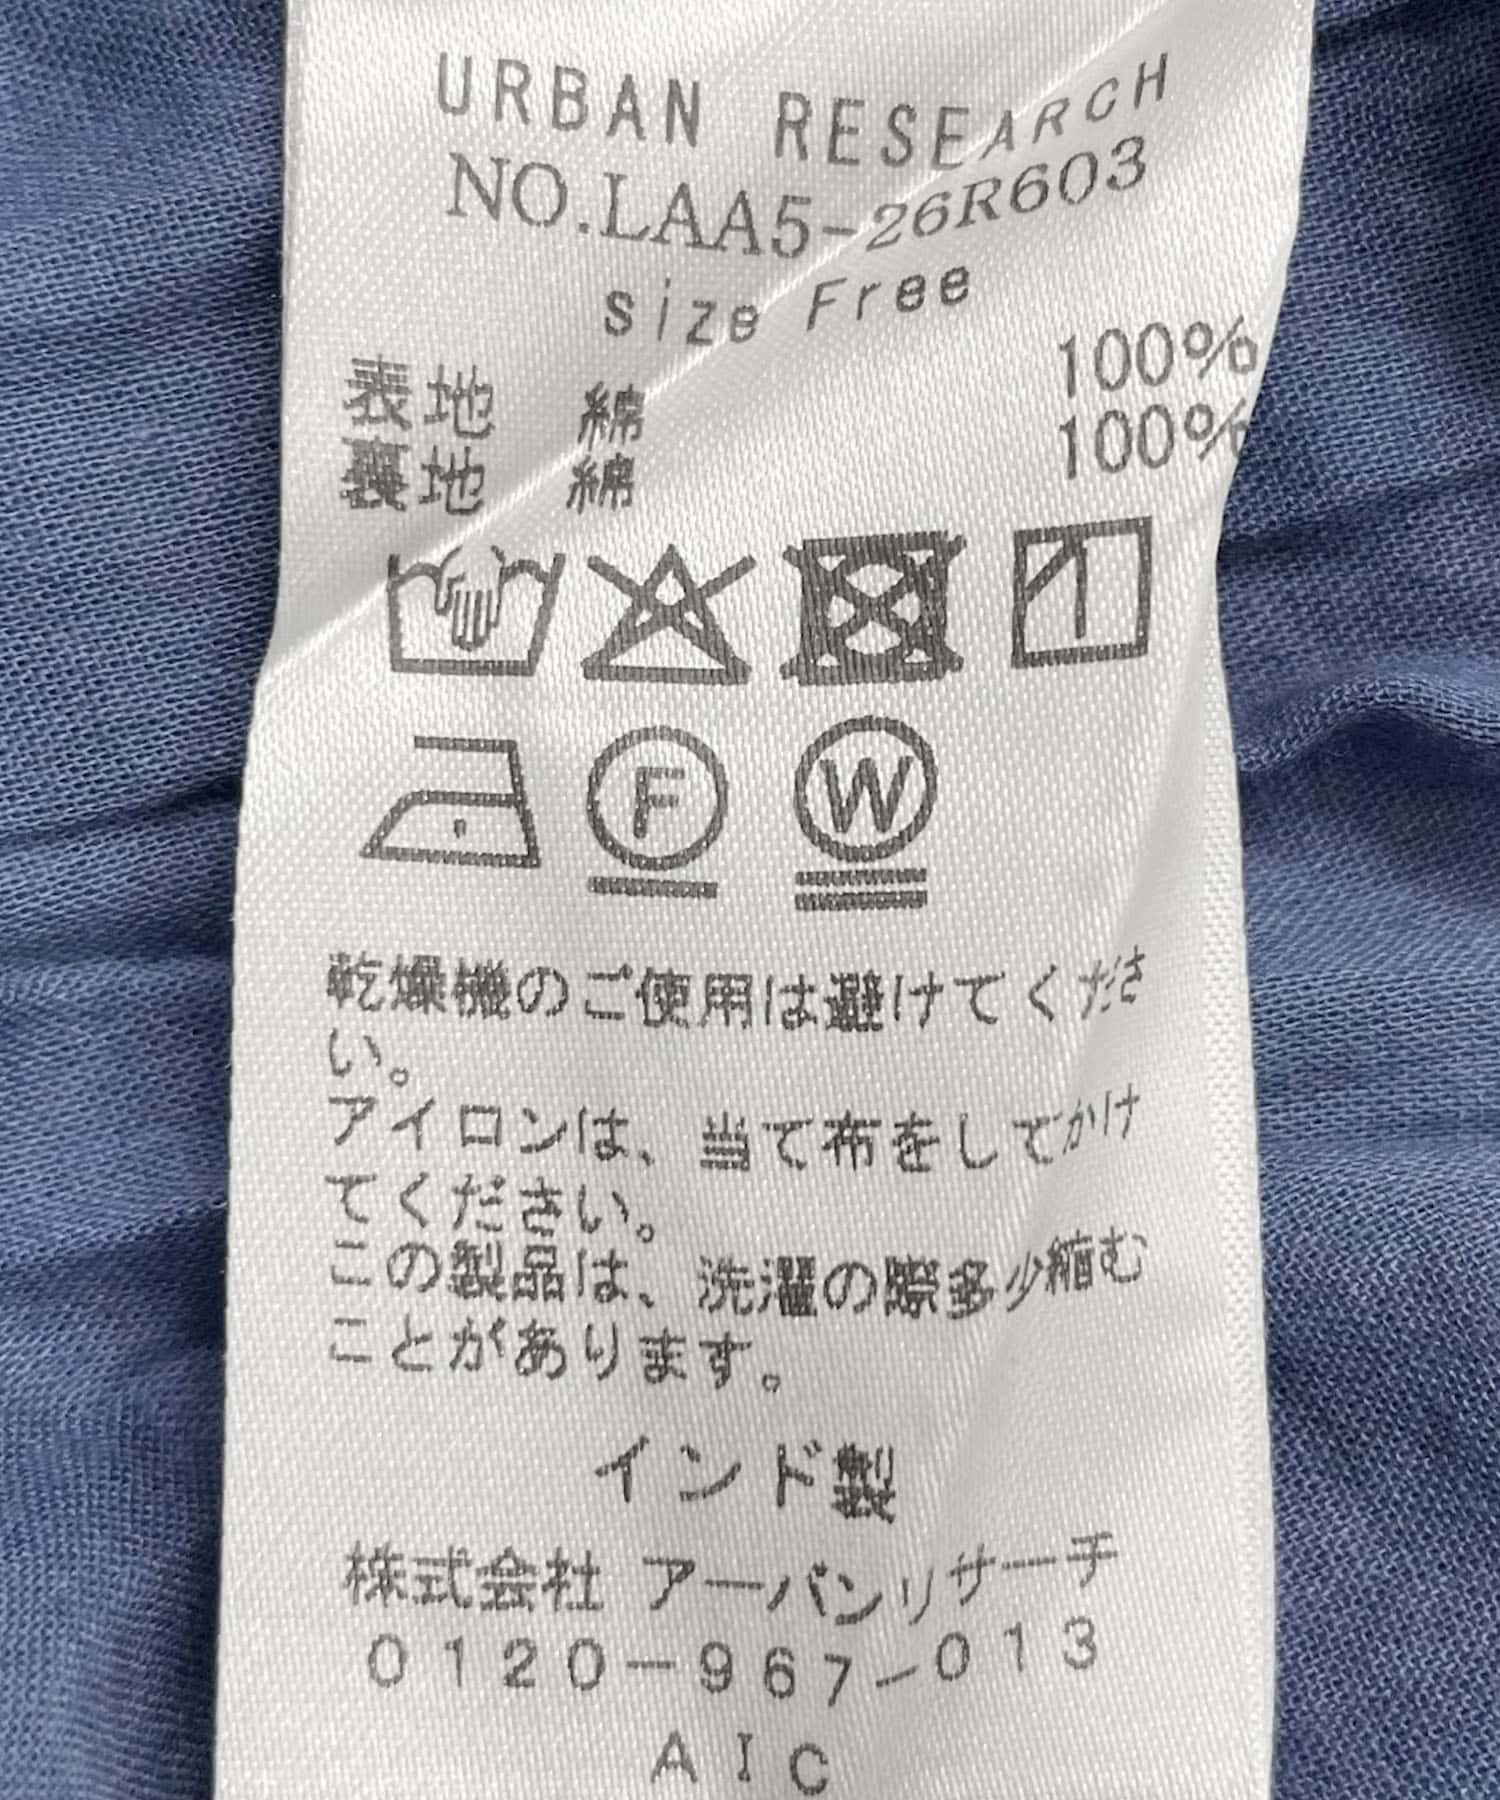 URBAN RESEARCH
NO.LAA5-26R603
size Free
表地 綿 100%
裏地 綿 100%
F W
乾燥機のご使用は避けてくださ
い。
アイロンは、当て布をしてかけ
てください。
この製品は、洗濯の際多少縮む
ことがあります。
インド製
株式会社 アーバンリサーチ
0120-967-013
AIC